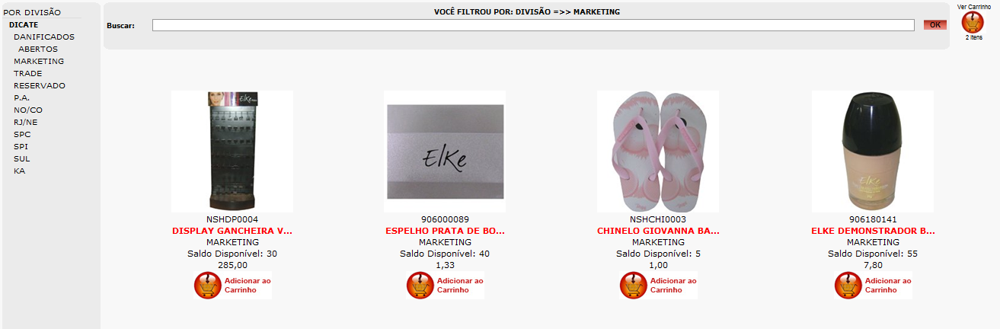 POR DIVISÃO
DICATE
DANIFICADOS
ABERTOS
MARKETING
TRADE
RESERVADO
P.A.
NO/CO
RJ/NE
SPC
SPI
SUL
KA
VOCÊ FILTROU POR: DIVISÃO =>> MARKETING
Buscar:
OK
Ver Carrinho
2 itens
Elke
NSHDP0004
DISPLAY GANCHEIRA V...
MARKETING
Saldo Disponível: 30
285,00
Adicionar ao
Carrinho
Elke
906000089
ESPELHO PRATA DE BO...
MARKETING
Saldo Disponível: 40
1,33
Adicionar ao
Carrinho
NSHCHI0003
CHINELO GIOVANNA BA...
MARKETING
Saldo Disponível: 5
1,00
Adicionar ao
Carrinho
Elke
906180141
ELKE DEMONSTRADOR B...
MARKETING
Saldo Disponível: 55
7,80
Adicionar ao
Carrinho